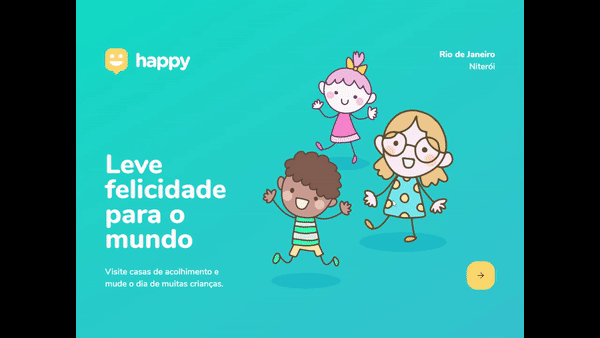 happy
Rio de Janeiro
Niterói
Leve
felicidade
para o
mundo
Visite casas de acolhimento e
mude o dia de muitas crianças.